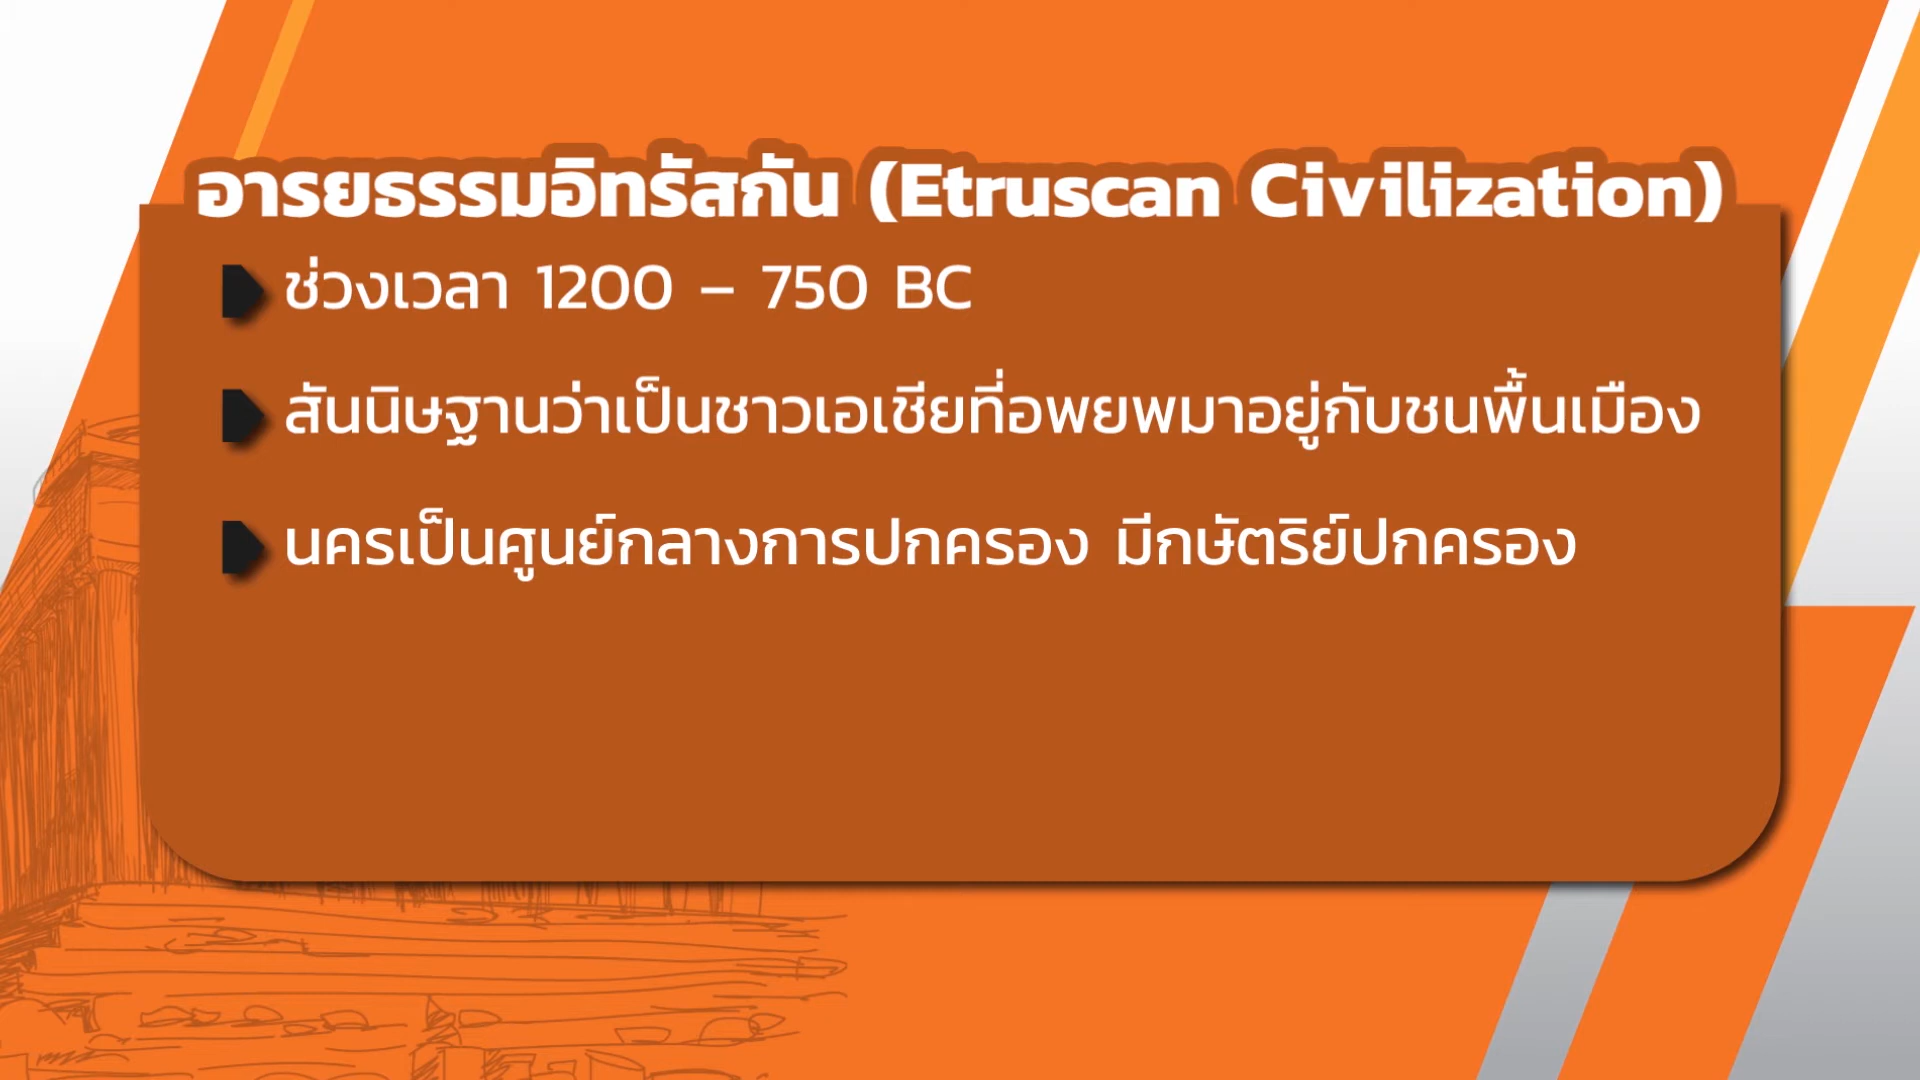 อารยธรรมอิทรัสกัน (Etruscan Civilization)
ช่วงเวลา 1200 – 750 BC
สันนิษฐานว่าเป็นชาวเอเชียที่อพยพมาอยู่กับชนพื้นเมือง
นครเป็นศูนย์กลางการปกครอง มีกษัตริย์ปกครอง